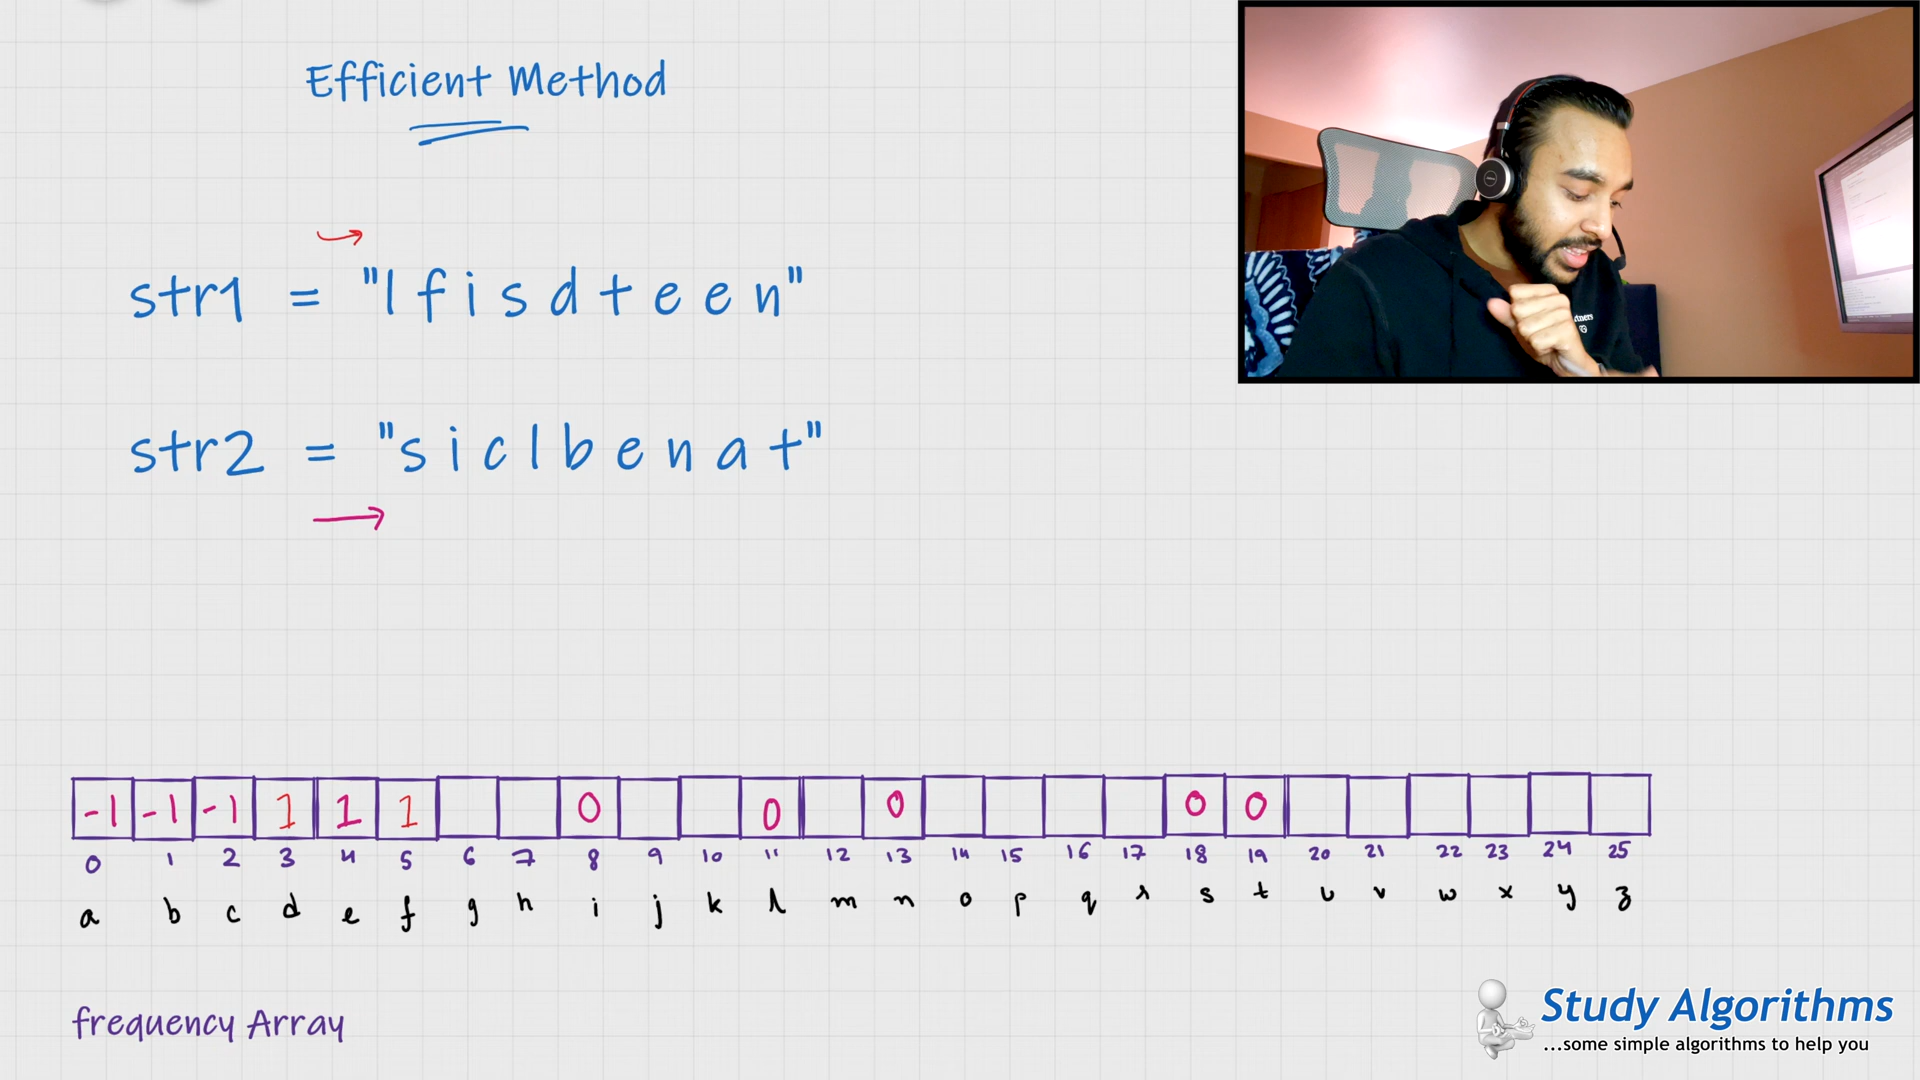 Efficient Method
str1 = "l f i s d t e e n"
str2 = "s i c l b e n a t"
-1 -1 -1 1 1 1 0 0 0 0 0
0 1 2 3 4 5 6 7 8 9 10 11 12 13 14 15 16 17 18 19 20 21 22 23 24 25
a b c d e f g h i j k l m n o p q r s t u v w x y z
frequency Array
Study Algorithms
...some simple algorithms to help you